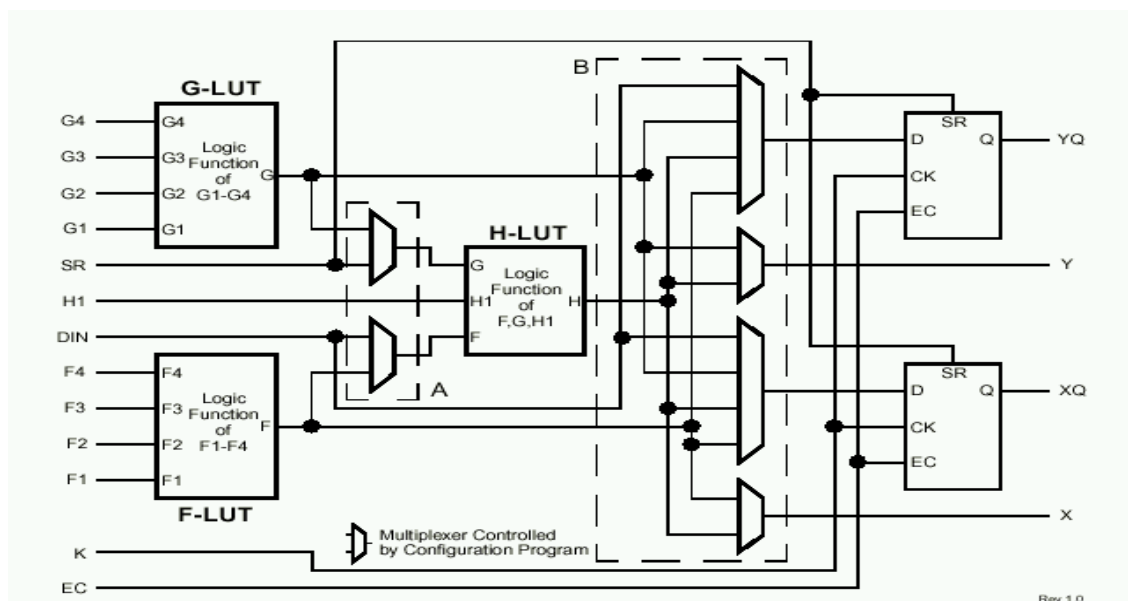 G-LUT
G4
G3
G2
G1
G4
G3
G2
G1
Logic
Function
of
G1-G4
G
SR
H1
DIN
H-LUT
G
H1
F
Logic
Function
of
F,G,H1
H
A
B
F4
F3
F2
F1
F4
F3
F2
F1
Logic
Function
of
F1-F4
F
F-LUT
K
EC
Multiplexer Controlled
by Configuration Program
SR
D
Q
CK
EC
YQ
Y
SR
D
Q
CK
EC
XQ
X
Rev 1.0